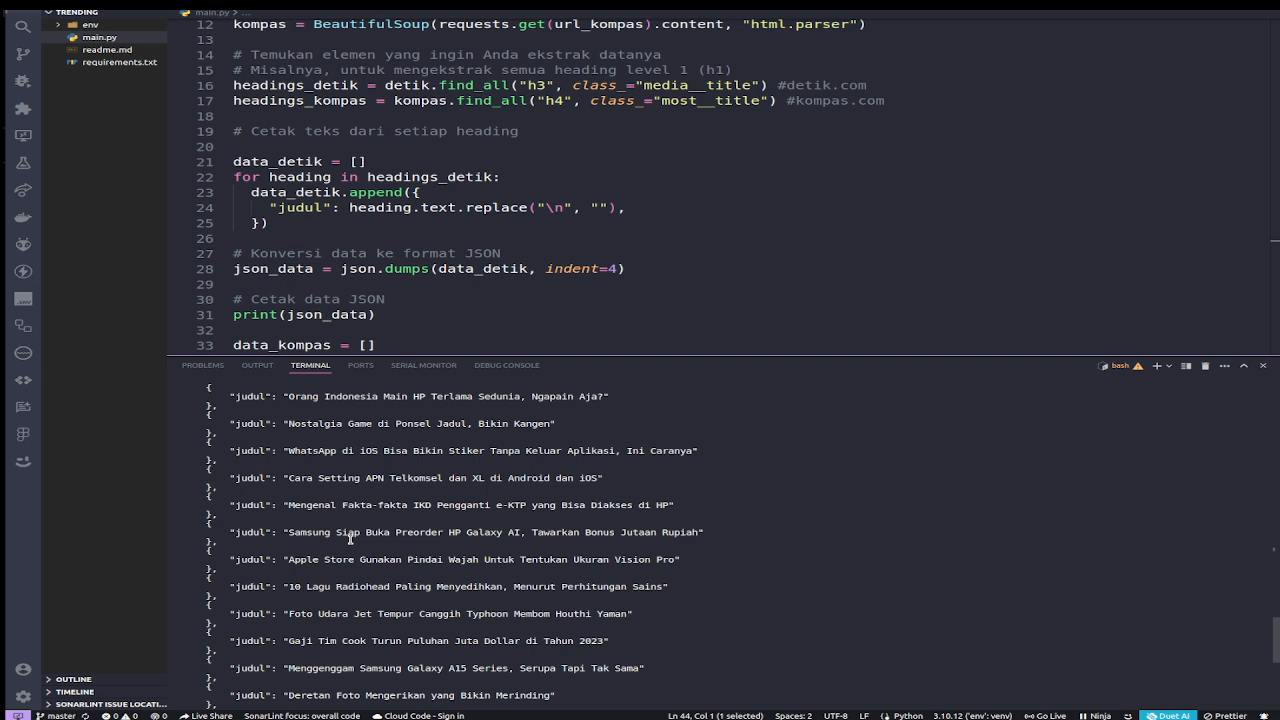 TRENDING
env
main.py
readme.md
requirements.txt
OUTLINE
TIMELINE
SONARLINT ISSUE LOCATI...
main.py > ...
12 kompas = BeautifulSoup(requests.get(url_kompas).content, "html.parser")
13
14 # Temukan elemen yang ingin Anda ekstrak datanya
15 # Misalnya, untuk mengekstrak semua heading level 1 (h1)
16 headings_detik = detik.find_all("h3", class_="media__title") #detik.com
17 headings_kompas = kompas.find_all("h4", class_="most__title") #kompas.com
18
19 # Cetak teks dari setiap heading
20
21 data_detik = []
22 for heading in headings_detik:
23 data_detik.append({
24 "judul": heading.text.replace("\n", ""),
25 })
26
27 # Konversi data ke format JSON
28 json_data = json.dumps(data_detik, indent=4)
29
30 # Cetak data JSON
31 print(json_data)
32
33 data_kompas = []
PROBLEMS OUTPUT TERMINAL PORTS SERIAL MONITOR DEBUG CONSOLE bash
{
"judul": "Orang Indonesia Main HP Terlama Sedunia, Ngapain Aja?"
},
{
"judul": "Nostalgia Game di Ponsel Jadul, Bikin Kangen"
},
{
"judul": "WhatsApp di iOS Bisa Bikin Stiker Tanpa Keluar Aplikasi, Ini Caranya"
},
{
"judul": "Cara Setting APN Telkomsel dan XL di Android dan iOS"
},
{
"judul": "Mengenal Fakta-fakta IKD Pengganti e-KTP yang Bisa Diakses di HP"
},
{
"judul": "Samsung Siap Buka Preorder HP Galaxy AI, Tawarkan Bonus Jutaan Rupiah"
},
{
"judul": "Apple Store Gunakan Pindai Wajah Untuk Tentukan Ukuran Vision Pro"
},
{
"judul": "10 Lagu Radiohead Paling Menyedihkan, Menurut Perhitungan Sains"
},
{
"judul": "Foto Udara Jet Tempur Canggih Typhoon Membom Houthi Yaman"
},
{
"judul": "Gaji Tim Cook Turun Puluhan Juta Dollar di Tahun 2023"
},
{
"judul": "Menggenggam Samsung Galaxy A15 Series, Serupa Tapi Tak Sama"
},
{
"judul": "Deretan Foto Mengerikan yang Bikin Merinding"
},
master 0 0 0 Live Share SonarLint focus: overall code Cloud Code - Sign in Ln 44, Col 1 (1 selected) Spaces: 2 UTF-8 LF Python 3.10.12 ('env': venv) Go Live Ninja Duet AI Prettier